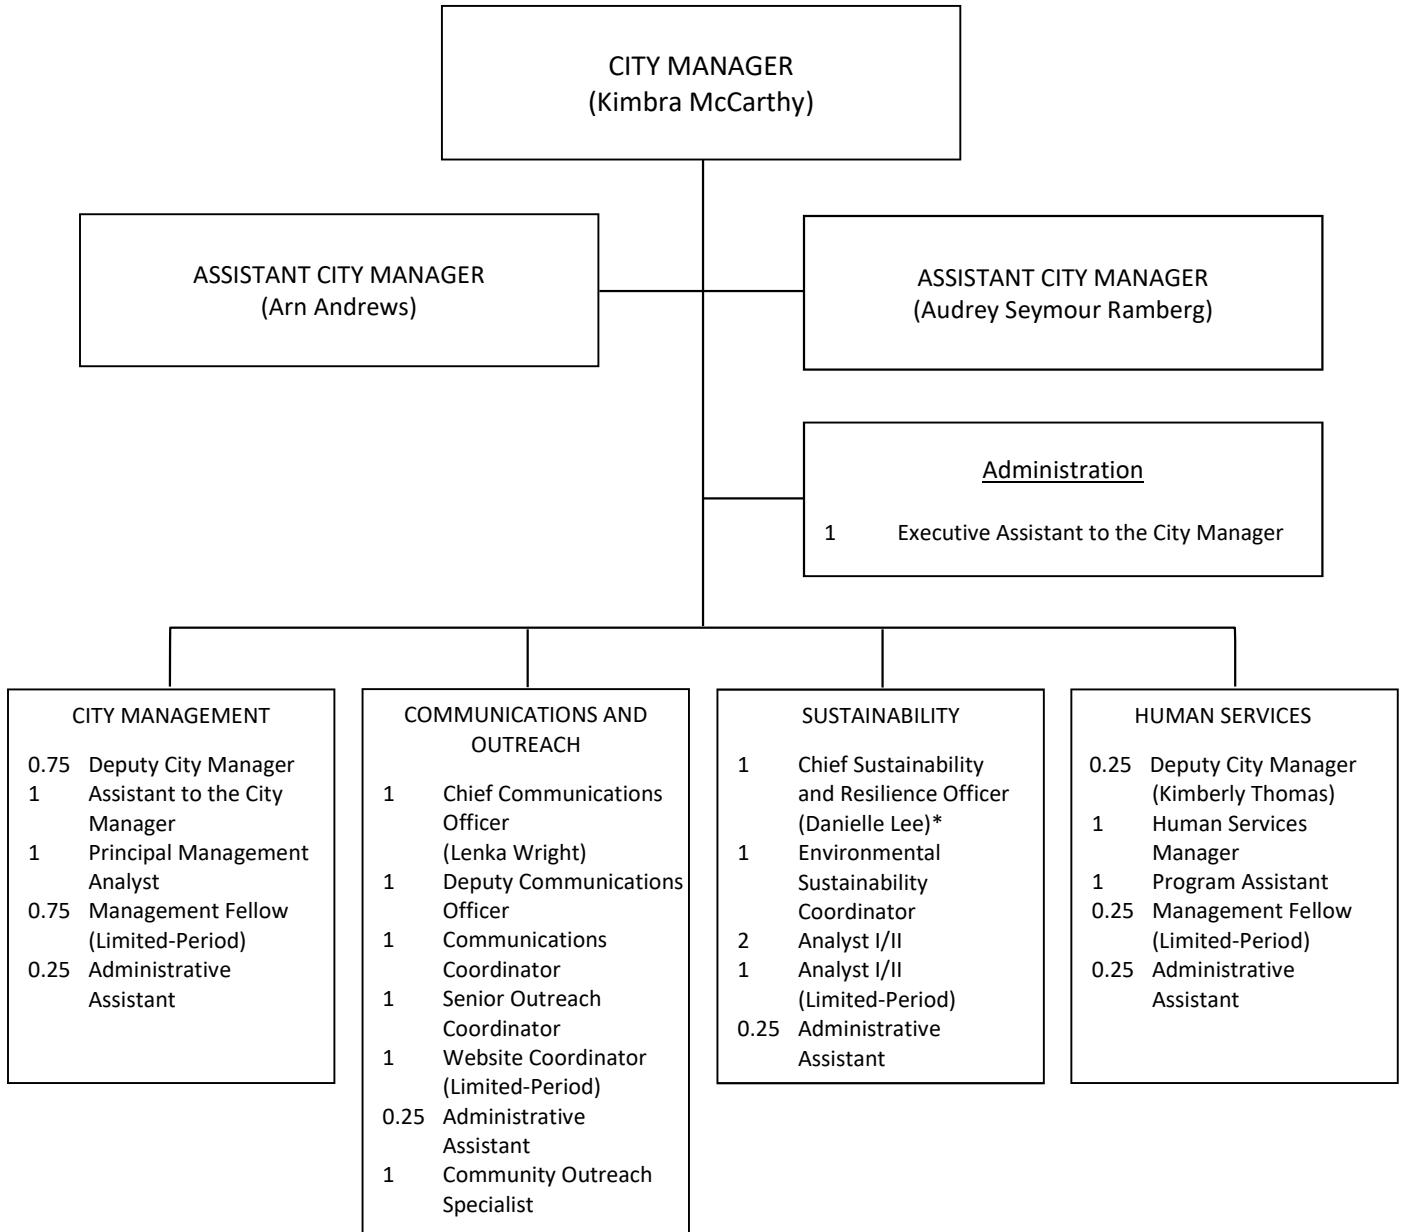 CITY MANAGER
(Kimbra McCarthy)
ASSISTANT CITY MANAGER
(Arn Andrews)
ASSISTANT CITY MANAGER
(Audrey Seymour Ramberg)
Administration
1 Executive Assistant to the City Manager
CITY MANAGEMENT
0.75 Deputy City Manager
1 Assistant to the City
Manager
1 Principal Management
Analyst
0.75 Management Fellow
(Limited-Period)
0.25 Administrative
Assistant
COMMUNICATIONS AND
OUTREACH
1 Chief Communications
Officer
(Lenka Wright)
1 Deputy Communications
Officer
1 Communications
Coordinator
1 Senior Outreach
Coordinator
1 Website Coordinator
(Limited-Period)
0.25 Administrative
Assistant
1 Community Outreach
Specialist
SUSTAINABILITY
1 Chief Sustainability
and Resilience Officer
(Danielle Lee)*
1 Environmental
Sustainability
Coordinator
2 Analyst I/II
1 Analyst I/II
(Limited-Period)
0.25 Administrative
Assistant
HUMAN SERVICES
0.25 Deputy City Manager
(Kimberly Thomas)
1 Human Services
Manager
1 Program Assistant
0.25 Management Fellow
(Limited-Period)
0.25 Administrative
Assistant